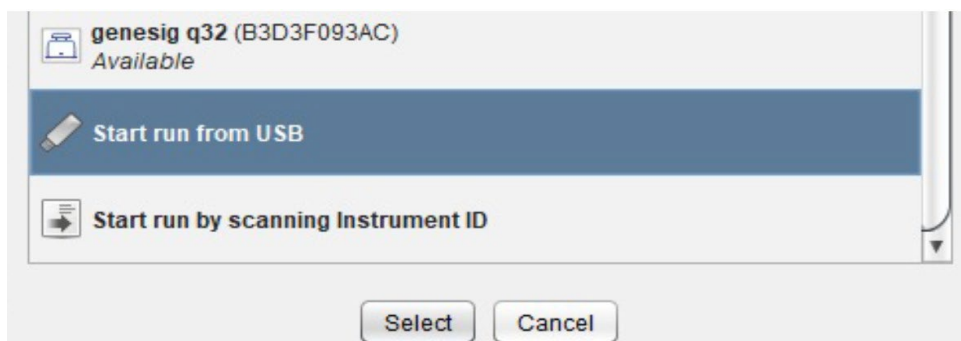 genesig q32 (B3D3F093AC)
Available
Start run from USB
Start run by scanning Instrument ID
Select Cancel